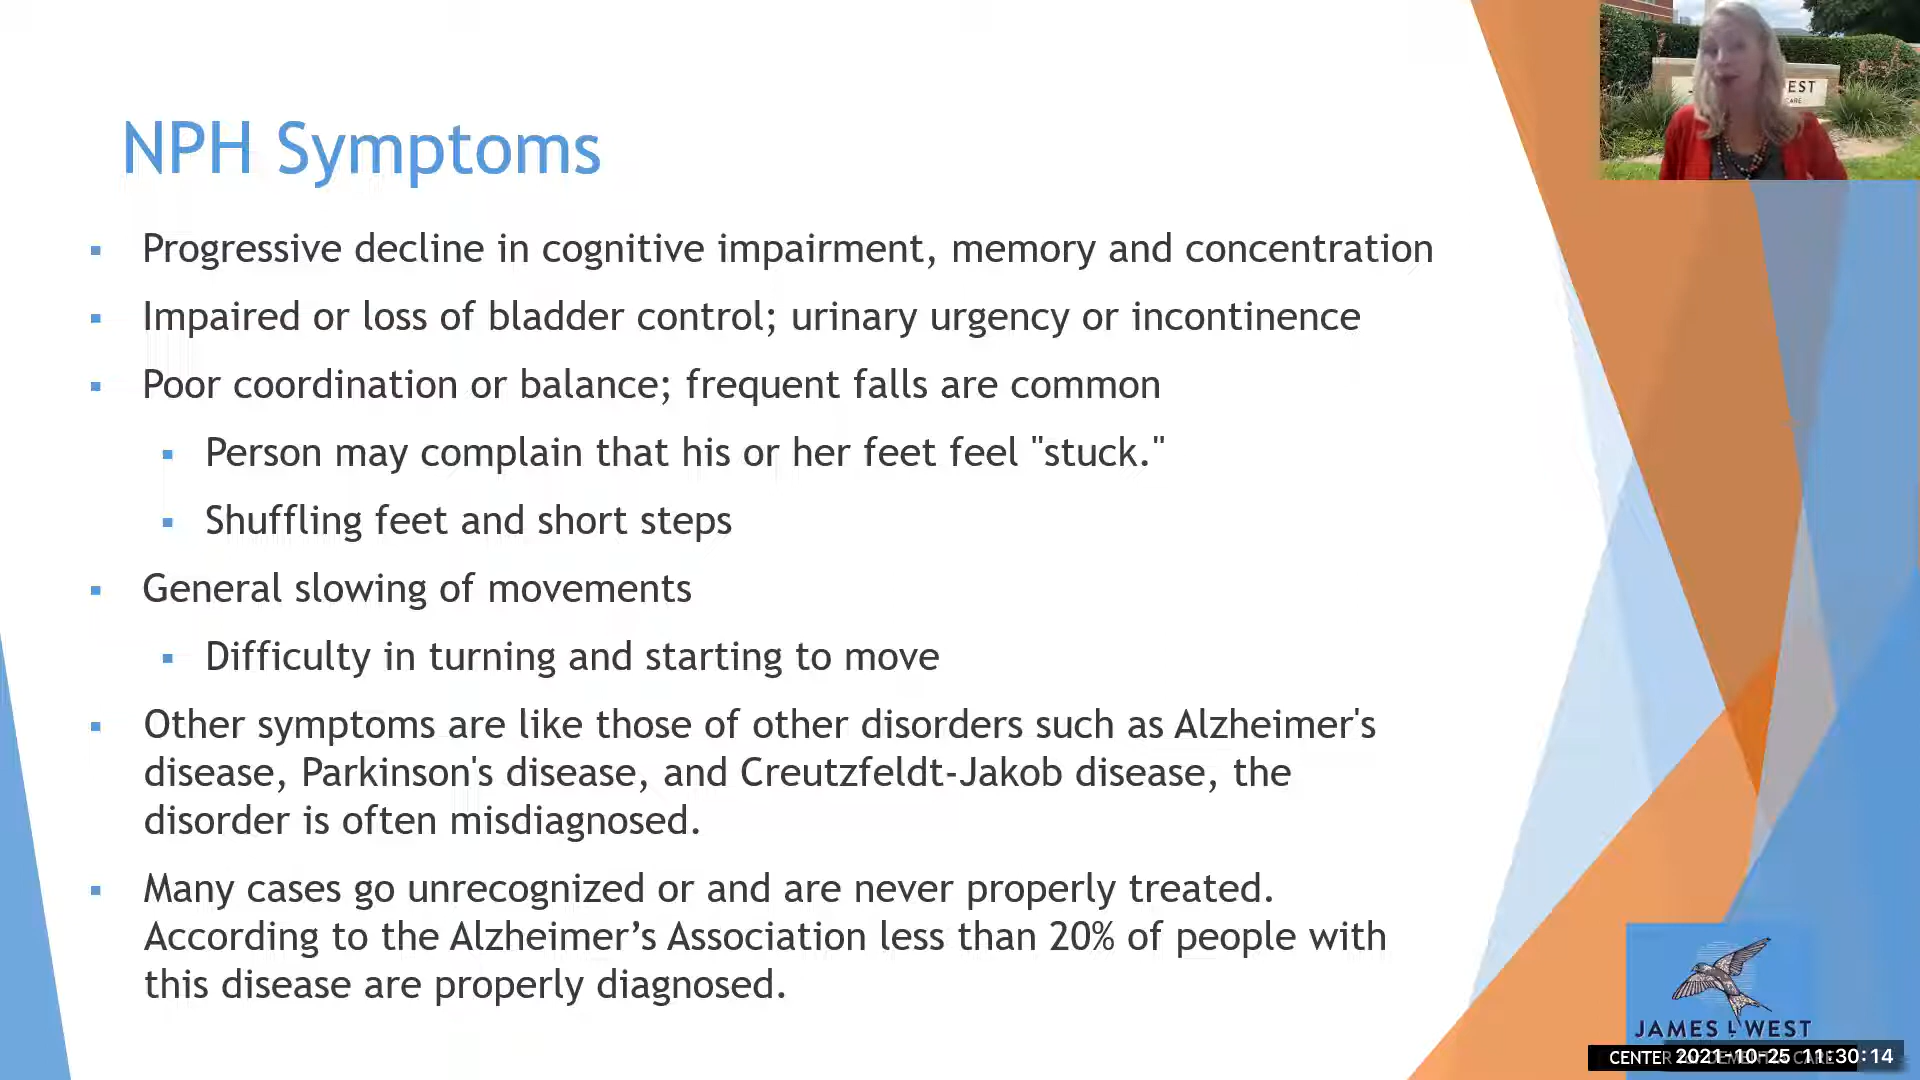 NPH Symptoms
Progressive decline in cognitive impairment, memory and concentration
Impaired or loss of bladder control; urinary urgency or incontinence
Poor coordination or balance; frequent falls are common
Person may complain that his or her feet feel "stuck."
Shuffling feet and short steps
General slowing of movements
Difficulty in turning and starting to move
Other symptoms are like those of other disorders such as Alzheimer's
disease, Parkinson's disease, and Creutzfeldt-Jakob disease, the
disorder is often misdiagnosed.
Many cases go unrecognized or and are never properly treated.
According to the Alzheimer’s Association less than 20% of people with
this disease are properly diagnosed.
EST
CARE
JAMES L WEST
CENTER
2021-10-25 11:30:14